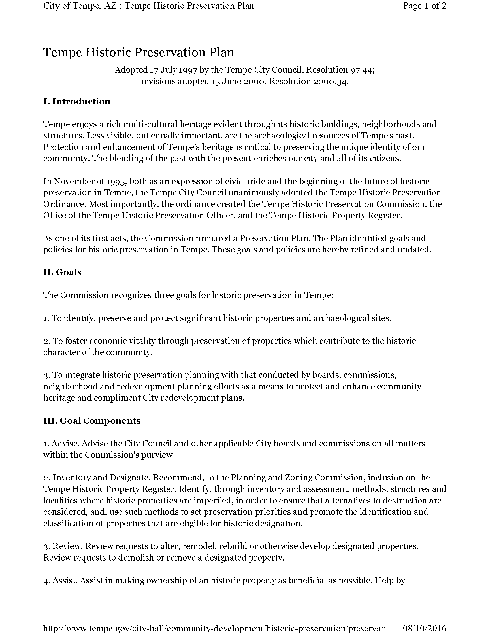 City of Tempe, AZ : Tempe Historic Preservation Plan Page 1 of 2
Tempe Historic Preservation Plan
Adopted 17 July 1997 by the Tempe City Council, Resolution 97.44;
revisions adopted 15 June 2000, Resolution 2000.34.
I. Introduction
Tempe enjoys a rich multi-cultural heritage evident through its historic buildings, neighborhoods and
structures. Less visible, but equally important, are the archaeological resources of Tempe's past.
Protection and enhancement of Tempe's heritage is critical to preserving the unique identity of our
community. The blending of the past with the present enriches our city and all of its citizens.
In November of 1995, both as an expression of civic pride and the beginning of the future of historic
preservation in Tempe, the Tempe City Council unanimously adopted the Tempe Historic Preservation
Ordinance. Most importantly, the ordinance created the Tempe Historic Preservation Commission, the
Office of the Tempe Historic Preservation Officer, and the Tempe Historic Property Register.
As one of its first acts, the Commission prepared a Preservation Plan. The Plan identified goals and
policies for historic preservation in Tempe. These goals and policies are hereby refined and updated.
II. Goals
The Commission recognizes three goals for historic preservation in Tempe:
1. To identify, preserve and protect significant historic properties and archaeological sites.
2. To foster economic vitality through preservation of properties which contribute to the historic
character of the community.
3. To integrate historic preservation planning with that conducted by boards, commissions,
neighborhood and redevelopment planning efforts as a means to protect and enhance community
heritage and compliment City redevelopment plans.
III. Goal Components
1. Advise. Advise the City Council and other applicable City boards and commissions on all matters
within the Commission's purview.
2. Inventory and Designate. Recommend, to the Planning and Zoning Commission, inclusion on the
Tempe Historic Property Register. Identify, through inventory and assessment methods, structures and
localities where historic properties are imperiled, in order to ensure that alternatives to destruction are
considered, and, use such methods to set preservation priorities and promote the identification and
classification of properties that are eligible for historic designation.
3. Review. Review requests to alter, remodel, rebuild or otherwise develop designated properties.
Review requests to demolish or remove a designated property.
4. Assist. Assist in making ownership of an historic property as beneficial as possible. Help by
http://www.tempe.gov/city-hall/community-development/historic-preservation/preservat... 08/10/2016